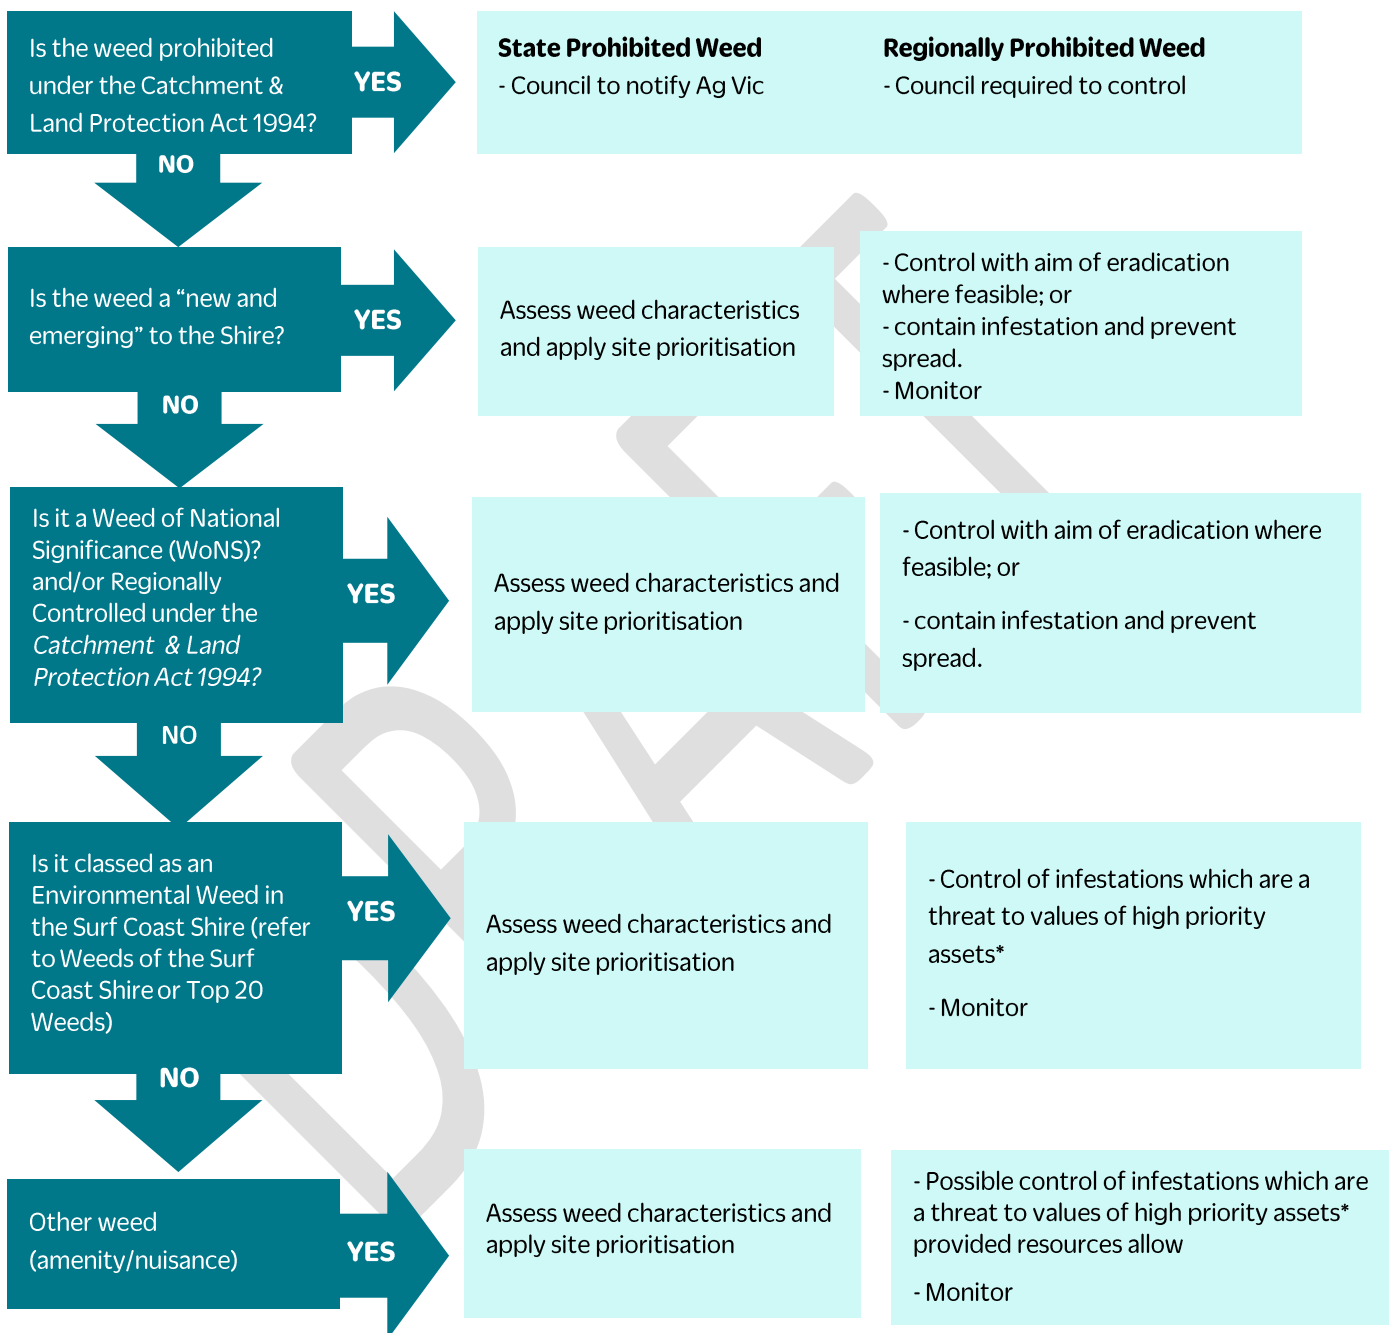 Is the weed prohibited
under the Catchment &
Land Protection Act 1994?
YES
State Prohibited Weed
- Council to notify Ag Vic
Regionally Prohibited Weed
- Council required to control
NO
Is the weed a “new and
emerging” to the Shire?
YES
Assess weed characteristics
and apply site prioritisation
- Control with aim of eradication
where feasible; or
- contain infestation and prevent
spread.
- Monitor
NO
Is it a Weed of National
Significance (WoNS)?
and/or Regionally
Controlled under the
Catchment & Land
Protection Act 1994?
YES
Assess weed characteristics and
apply site prioritisation
- Control with aim of eradication where
feasible; or
- contain infestation and prevent
spread.
NO
Is it classed as an
Environmental Weed in
the Surf Coast Shire (refer
to Weeds of the Surf
Coast Shire or Top 20
Weeds)
YES
Assess weed characteristics and
apply site prioritisation
- Control of infestations which are a
threat to values of high priority
assets*
- Monitor
NO
Other weed
(amenity/nuisance)
YES
Assess weed characteristics and
apply site prioritisation
- Possible control of infestations which are
a threat to values of high priority assets*
provided resources allow
- Monitor
DRAFT